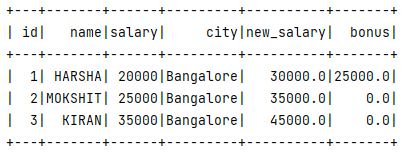 +---+-------+------+---------+----------+-------+
| id|   name|salary|     city|new_salary|  bonus|
+---+-------+------+---------+----------+-------+
|  1| HARSHA| 20000|Bangalore|   30000.0|25000.0|
|  2|MOKSHIT| 25000|Bangalore|   35000.0|    0.0|
|  3|  KIRAN| 35000|Bangalore|   45000.0|    0.0|
+---+-------+------+---------+----------+-------+